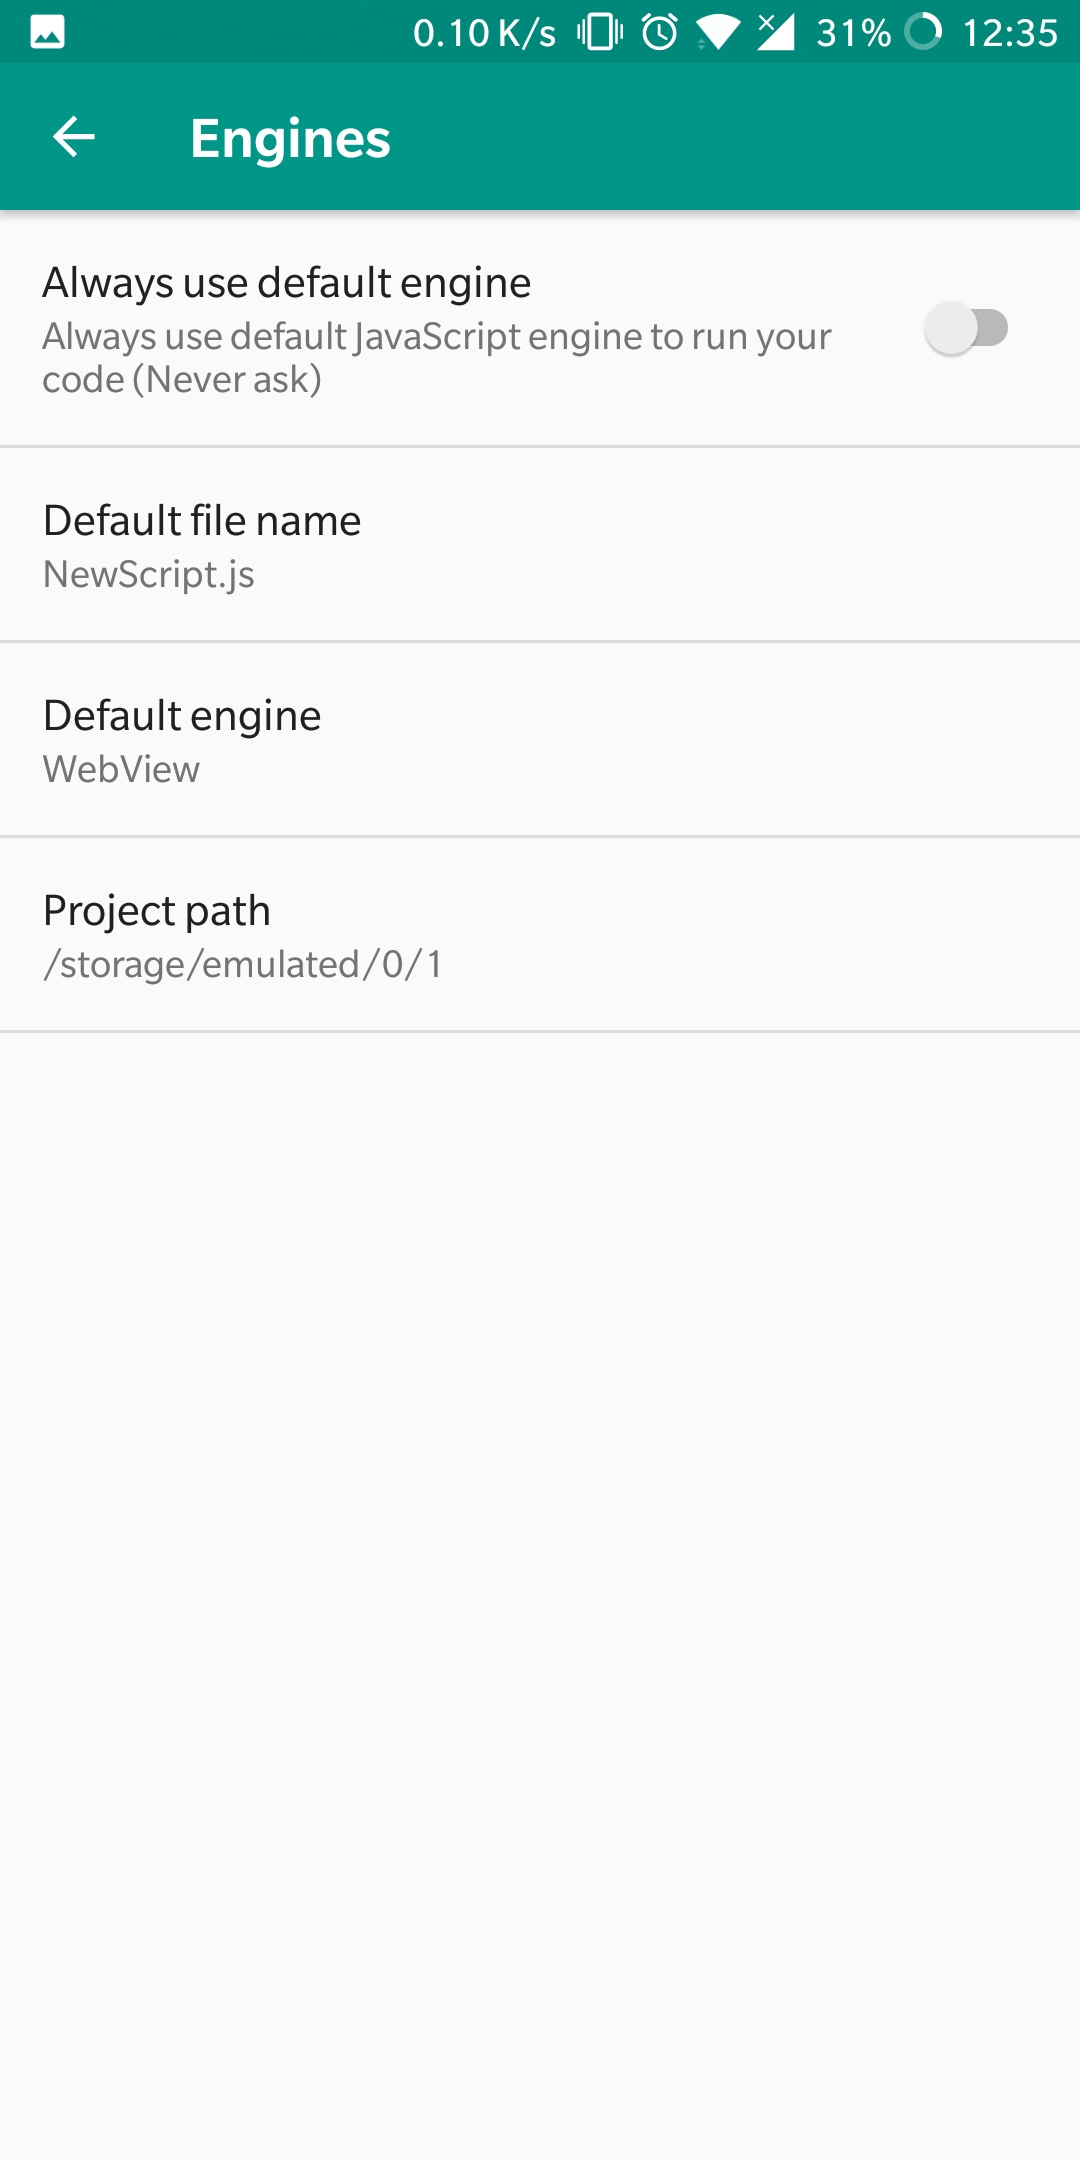 0.10 K/s 31% 12:35
Engines
Always use default engine
Always use default JavaScript engine to run your
code (Never ask)
Default file name
NewScript.js
Default engine
WebView
Project path
/storage/emulated/0/1